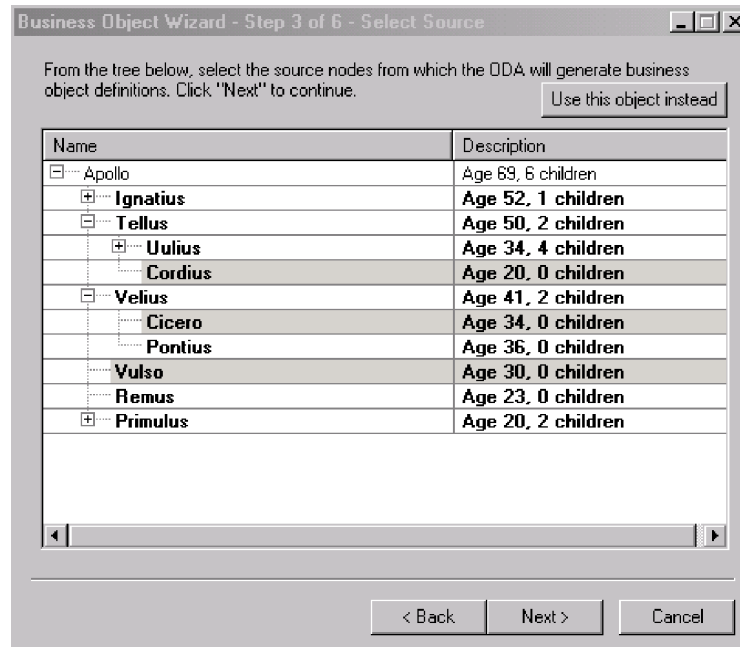 Business Object Wizard - Step 3 of 6 - Select Source
From the tree below, select the source nodes from which the ODA will generate business
object definitions. Click "Next" to continue.
Use this object instead
Name Description
Apollo Age 69, 6 children
Ignatius Age 52, 1 children
Tellus Age 50, 2 children
Uulius Age 34, 4 children
Cordius Age 20, 0 children
Velius Age 41, 2 children
Cicero Age 34, 0 children
Pontius Age 36, 0 children
Vulso Age 30, 0 children
Remus Age 23, 0 children
Primulus Age 20, 2 children
< Back Next > Cancel